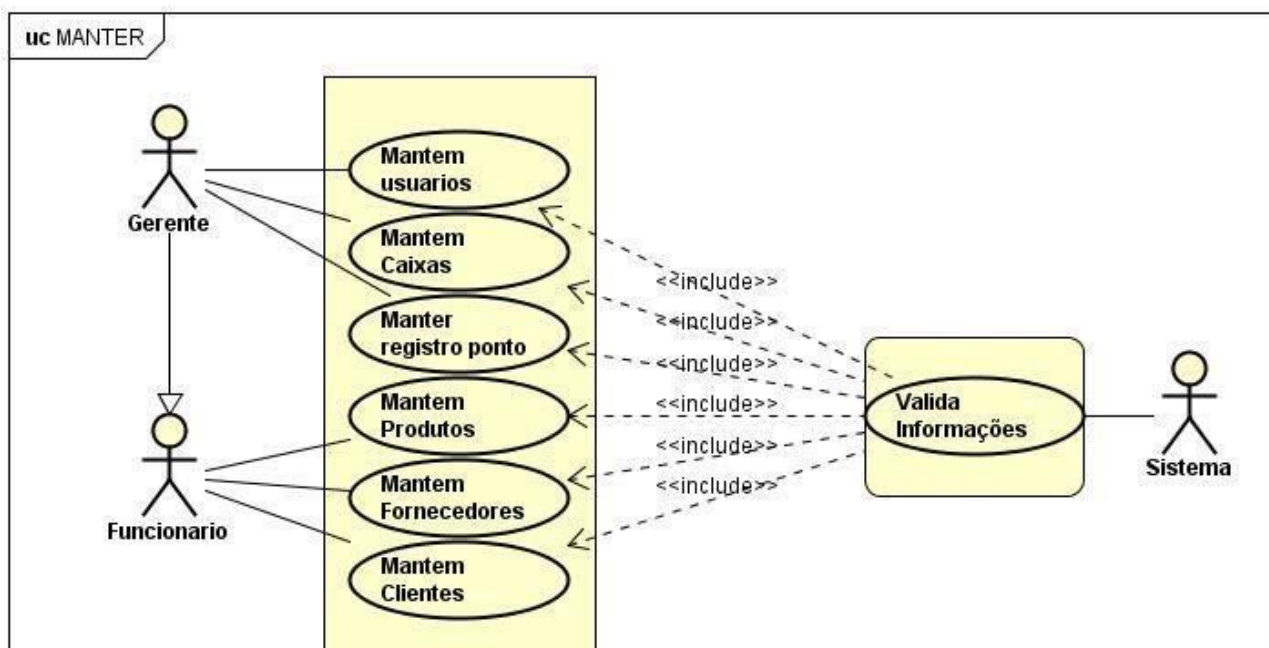 uc MANTER
Gerente
Funcionario
Mantem
usuarios
Mantem
Caixas
Manter
registro ponto
Mantem
Produtos
Mantem
Fornecedores
Mantem
Clientes
<<include>>
<<include>>
<<include>>
<<include>>
<<include>>
<<include>>
Valida
Informações
Sistema